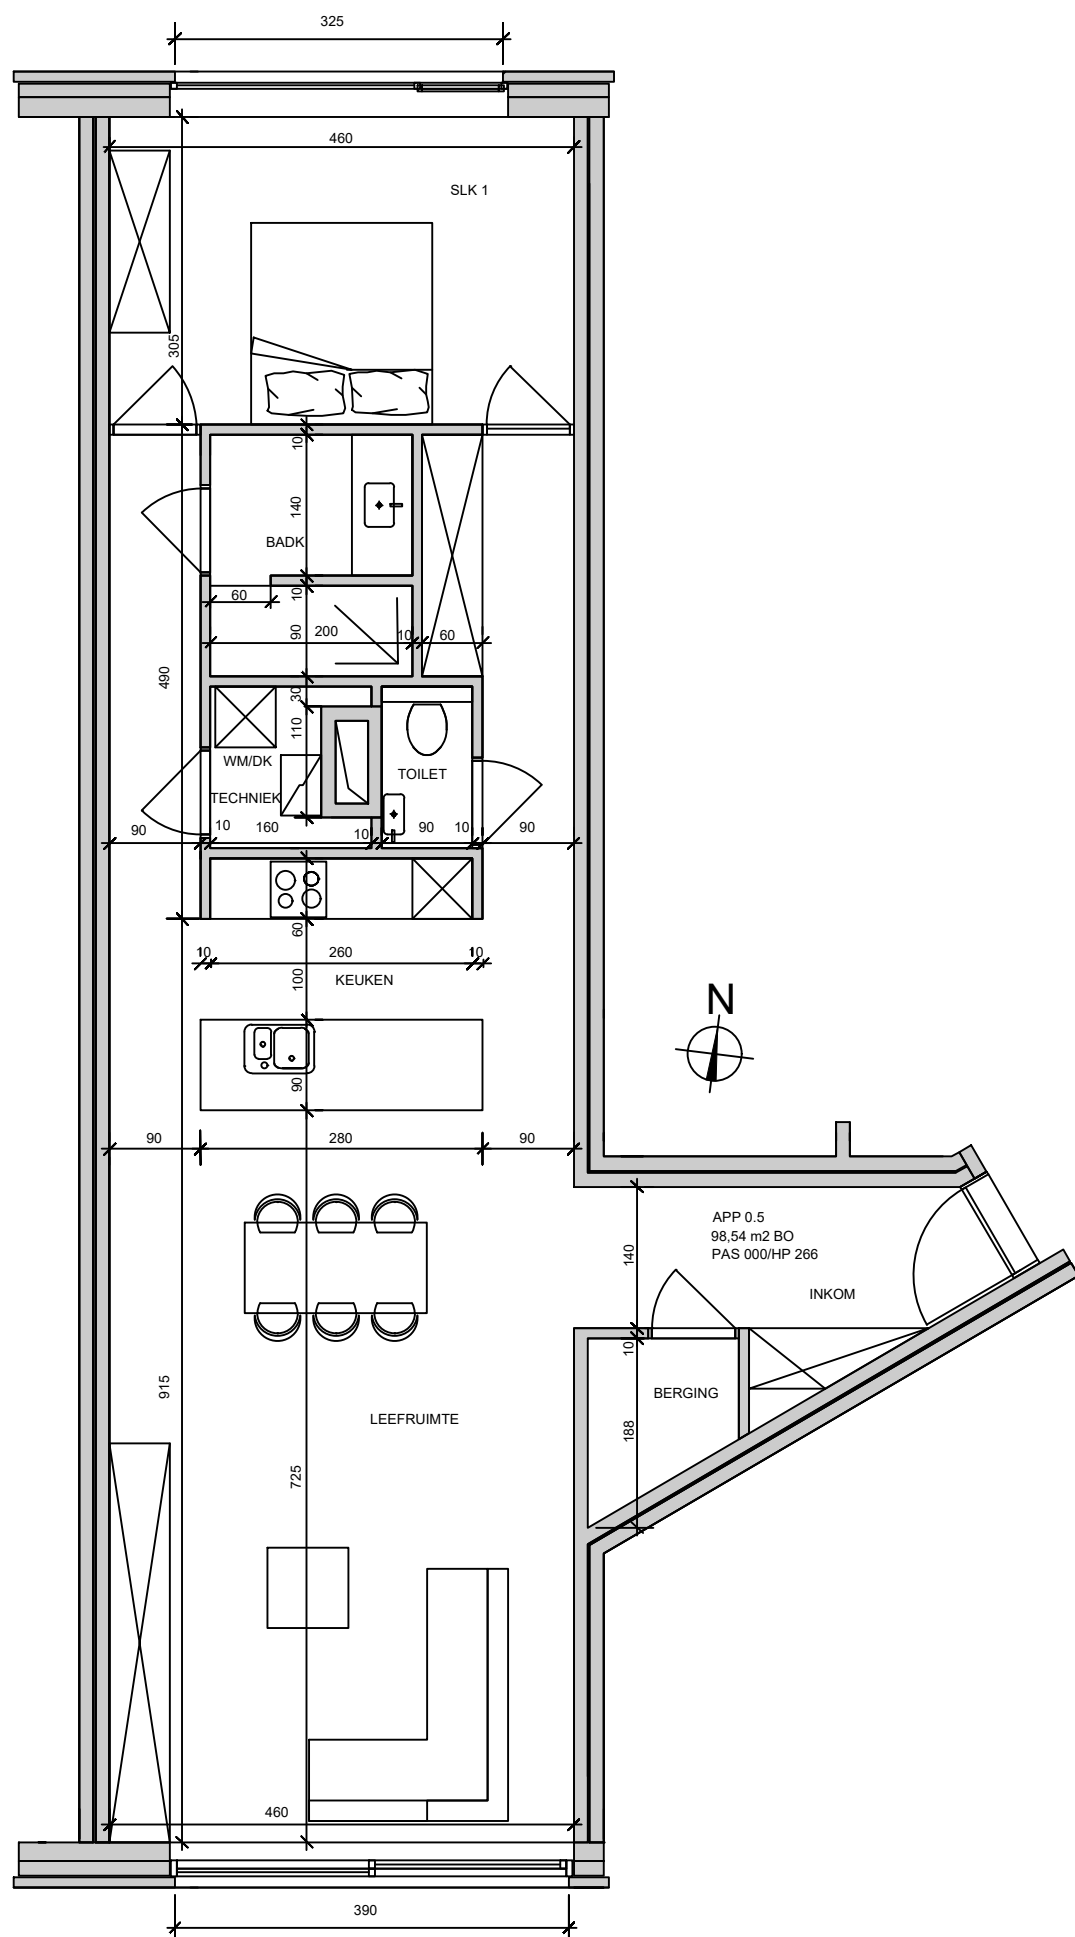 325
460
SLK 1
305
10
140
BADK
60
10
90
200
10
60
490
30
110
WM/DK
TOILET
TECHNIEK
90
10
160
10
90
10
90
60
10
260
10
100
KEUKEN
N
90
90
280
90
APP 0.5
98,54 m2 BO
PAS 000/HP 266
140
INKOM
10
BERGING
915
LEEFRUIMTE
188
725
460
390